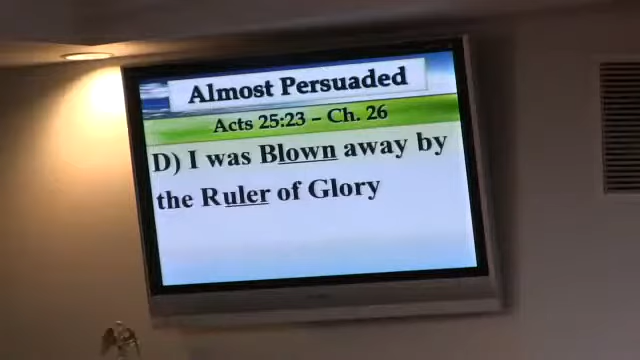 Almost Persuaded
Acts 25:23 – Ch. 26
D) I was Blown away by
the Ruler of Glory